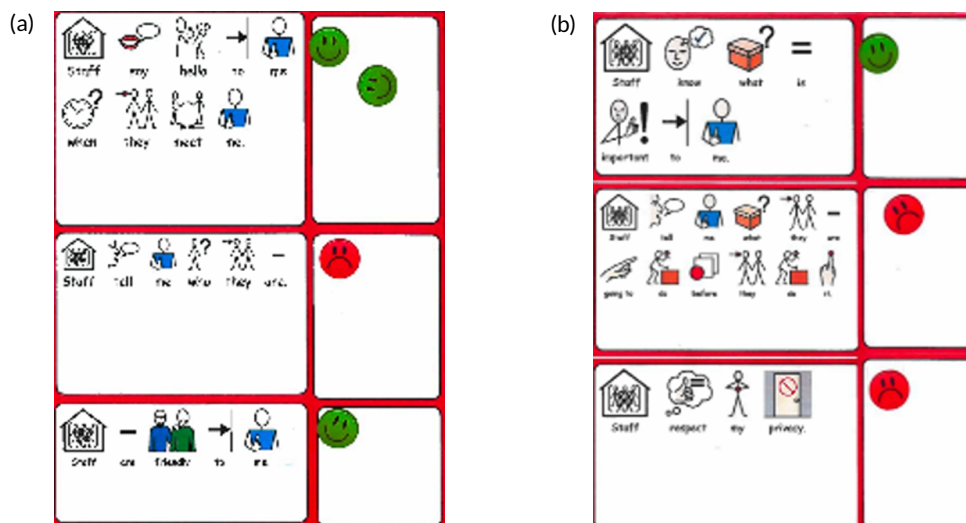 (a)
Staff say hello to me
when they meet me.
Staff tell me who they are.
Staff are friendly to me
(b)
Staff know what is
important to me.
Staff tell me what they are
going to do before they do it.
Staff respect my privacy.